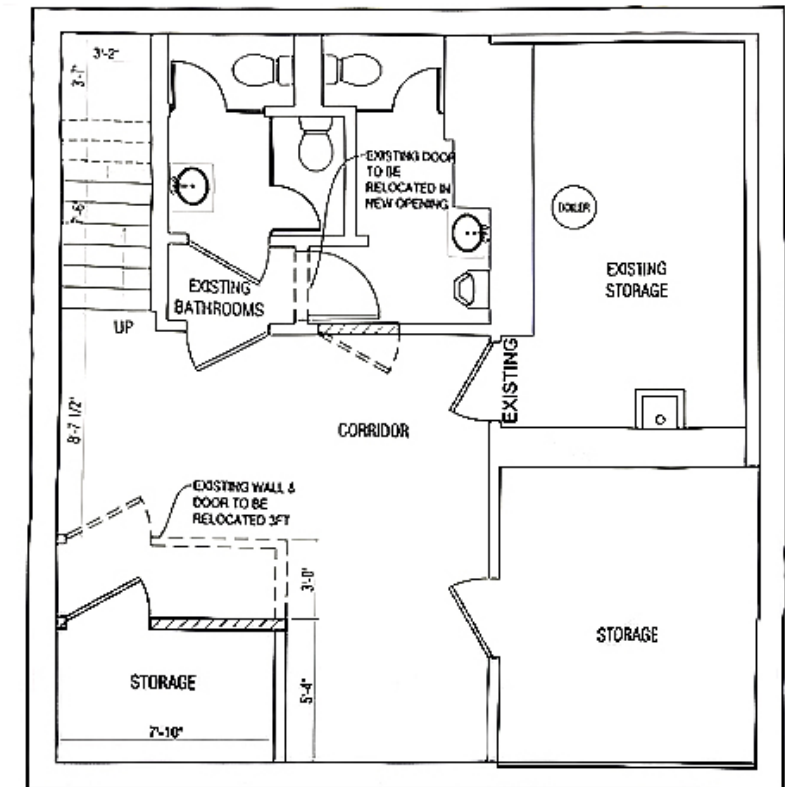 3'-2"
3'-7"
EXISTING DOOR
TO BE
RELOCATED IN
NEW OPENING
BOILER
EXISTING
STORAGE
EXISTING
BATHROOMS
UP
EXISTING
CORRIDOR
8'-7 1/2"
EXISTING WALL &
DOOR TO BE
RELOCATED 3FT
3'-0"
STORAGE
STORAGE
5'-4"
7'-10"